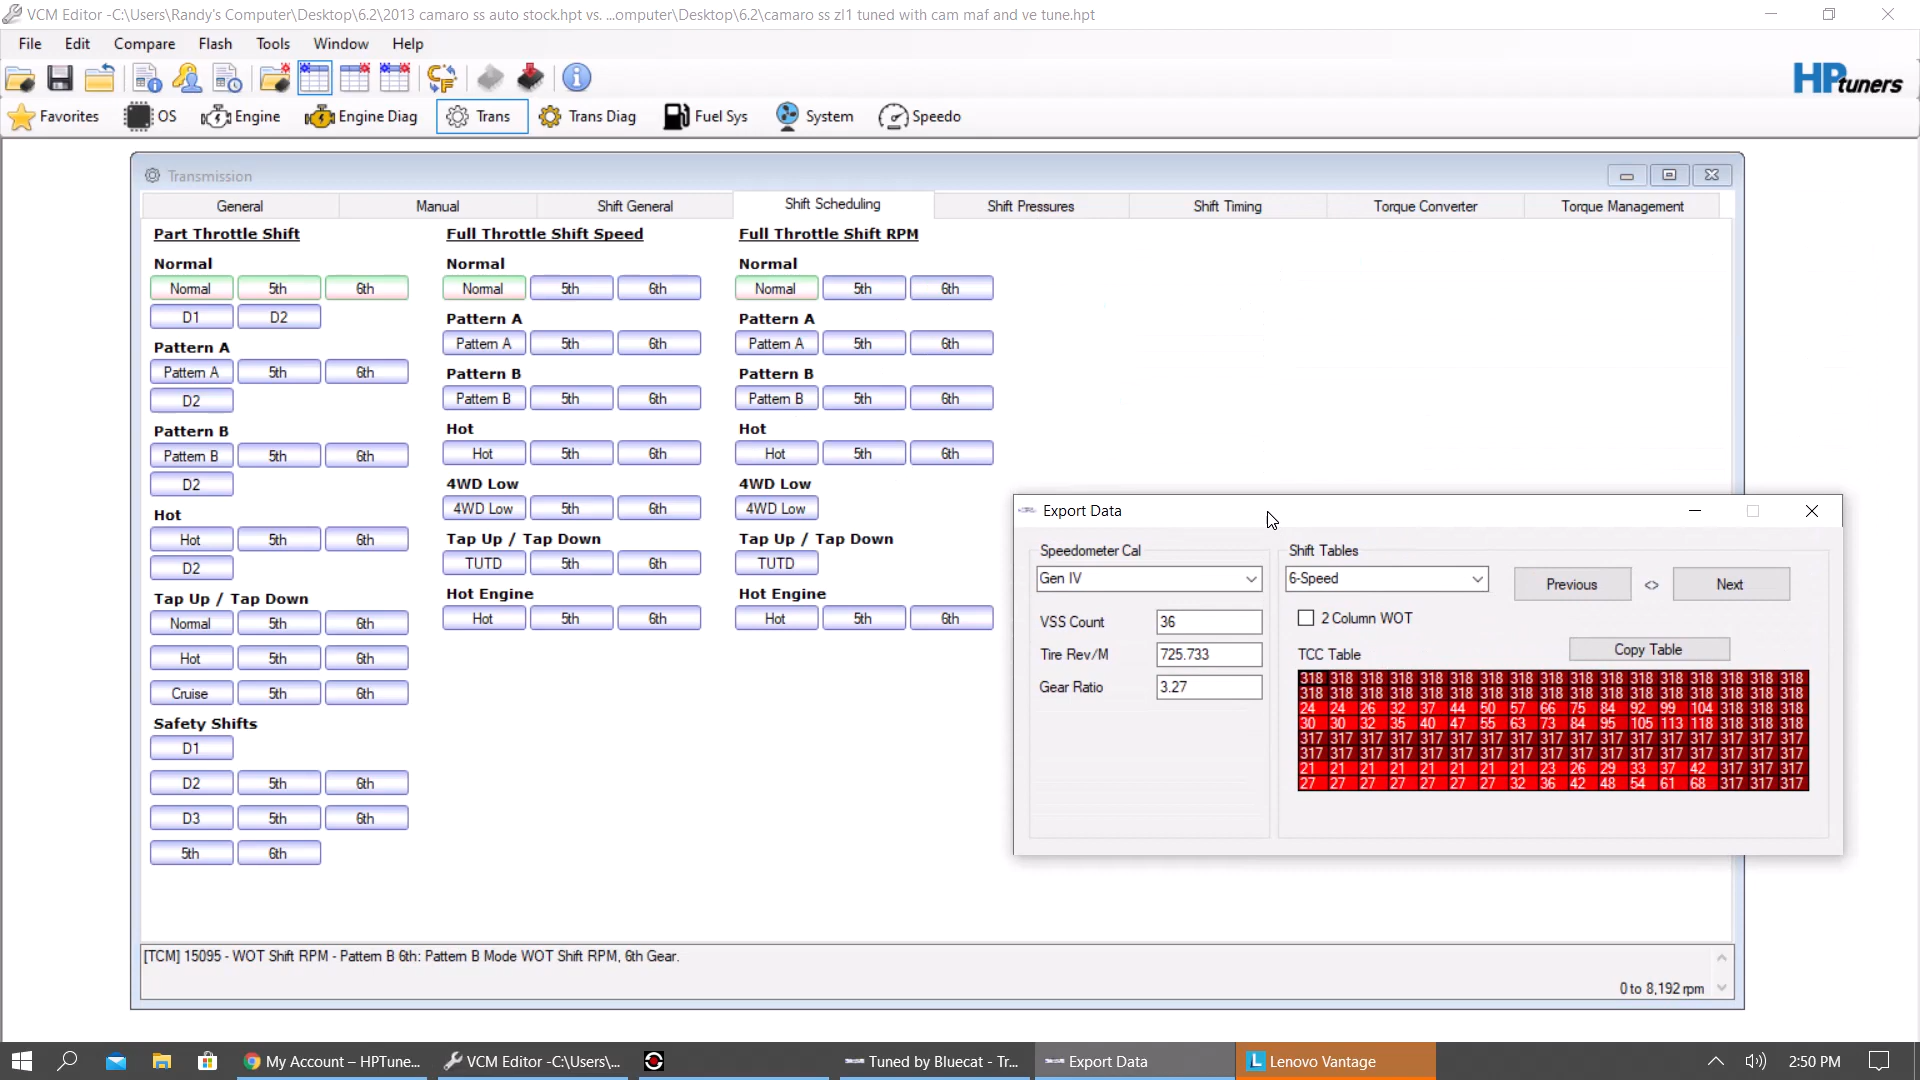 VCM Editor -C:\Users\Randy's Computer\Desktop\6.2\2013 camaro ss auto stock.hpt vs. ...omputer\Desktop\6.2\camaro ss zl1 tuned with cam maf and ve tune.hpt
File Edit Compare Flash Tools Window Help
HPtuners
Favorites OS Engine Engine Diag Trans Trans Diag Fuel Sys System Speedo
Transmission
General Manual Shift General Shift Scheduling Shift Pressures Shift Timing Torque Converter Torque Management
Part Throttle Shift
Normal
Normal 5th 6th
D1 D2
Pattern A
Pattern A 5th 6th
D2
Pattern B
Pattern B 5th 6th
D2
Hot
Hot 5th 6th
D2
Tap Up / Tap Down
Normal 5th 6th
Hot 5th 6th
Cruise 5th 6th
Safety Shifts
D1
D2 5th 6th
D3 5th 6th
5th 6th
Full Throttle Shift Speed
Normal
Normal 5th 6th
Pattern A
Pattern A 5th 6th
Pattern B
Pattern B 5th 6th
Hot
Hot 5th 6th
4WD Low
4WD Low 5th 6th
Tap Up / Tap Down
TUTD 5th 6th
Hot Engine
Hot 5th 6th
Full Throttle Shift RPM
Normal
Normal 5th 6th
Pattern A
Pattern A 5th 6th
Pattern B
Pattern B 5th 6th
Hot
Hot 5th 6th
4WD Low
4WD Low
Tap Up / Tap Down
TUTD
Hot Engine
Hot 5th 6th
Export Data
Speedometer Cal
Gen IV
VSS Count 36
Tire Rev/M 725.733
Gear Ratio 3.27
Shift Tables
6-Speed Previous <> Next
2 Column WOT
TCC Table Copy Table
318 318 318 318 318 318 318 318 318 318 318 318 318 318 318 318 318
318 318 318 318 318 318 318 318 318 318 318 318 318 318 318 318 318
24 24 26 32 37 44 50 57 66 75 84 92 99 104 318 318 318
30 30 32 35 40 47 55 63 73 84 95 105 113 118 318 318 318
317 317 317 317 317 317 317 317 317 317 317 317 317 317 317 317 317
317 317 317 317 317 317 317 317 317 317 317 317 317 317 317 317 317
21 21 21 21 21 21 21 21 23 26 29 33 37 42 317 317 317
27 27 27 27 27 27 27 32 36 42 48 54 61 68 317 317 317
[TCM] 15095 - WOT Shift RPM - Pattern B 6th: Pattern B Mode WOT Shift RPM, 6th Gear.
0 to 8,192 rpm
My Account – HPTune... VCM Editor -C:\Users\... Tuned by Bluecat - Tr... Export Data L Lenovo Vantage 2:50 PM